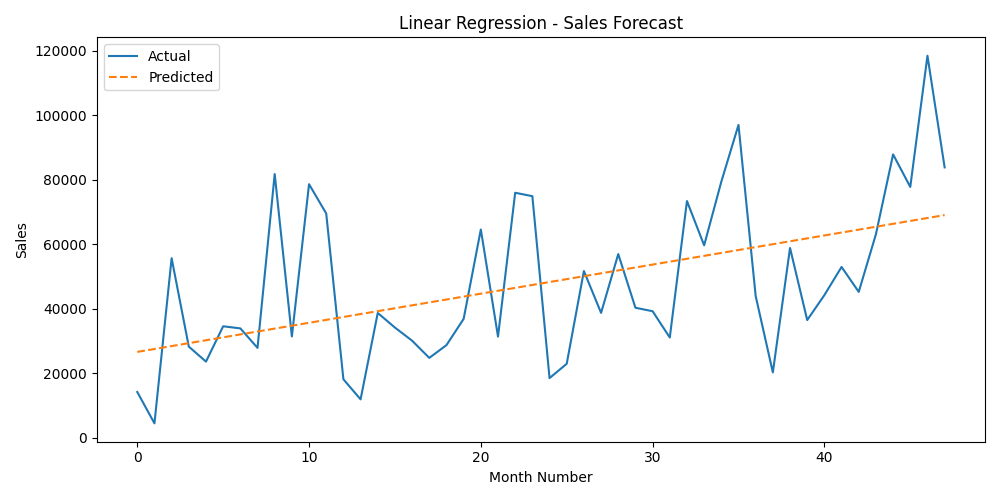 Linear Regression - Sales Forecast
Actual
Predicted
120000
100000
80000
60000
40000
20000
0
Sales
0 10 20 30 40
Month Number